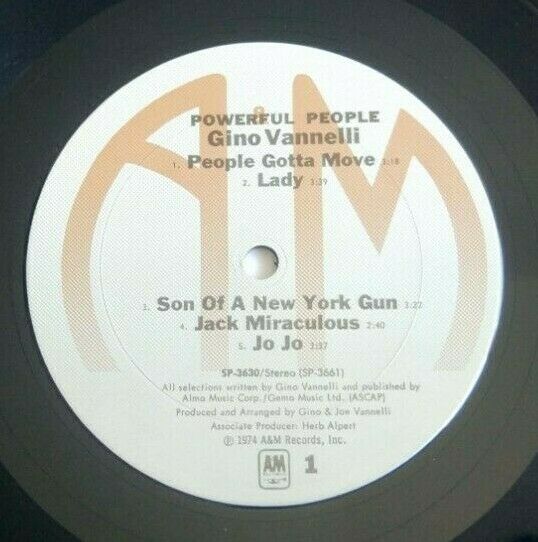 A&M
POWERFUL PEOPLE
Gino Vannelli
1. People Gotta Move 3:18
2. Lady 3:39
3. Son Of A New York Gun 3:27
4. Jack Miraculous 2:40
5. Jo Jo 3:37
SP-3630/Stereo (SP-3661)
All selections written by Gino Vannelli and published by
Almo Music Corp./Gemo Music Ltd. (ASCAP)
Produced and Arranged by Gino & Joe Vannelli
Associate Producer: Herb Alpert
℗ 1974 A&M Records, Inc.
AM 1